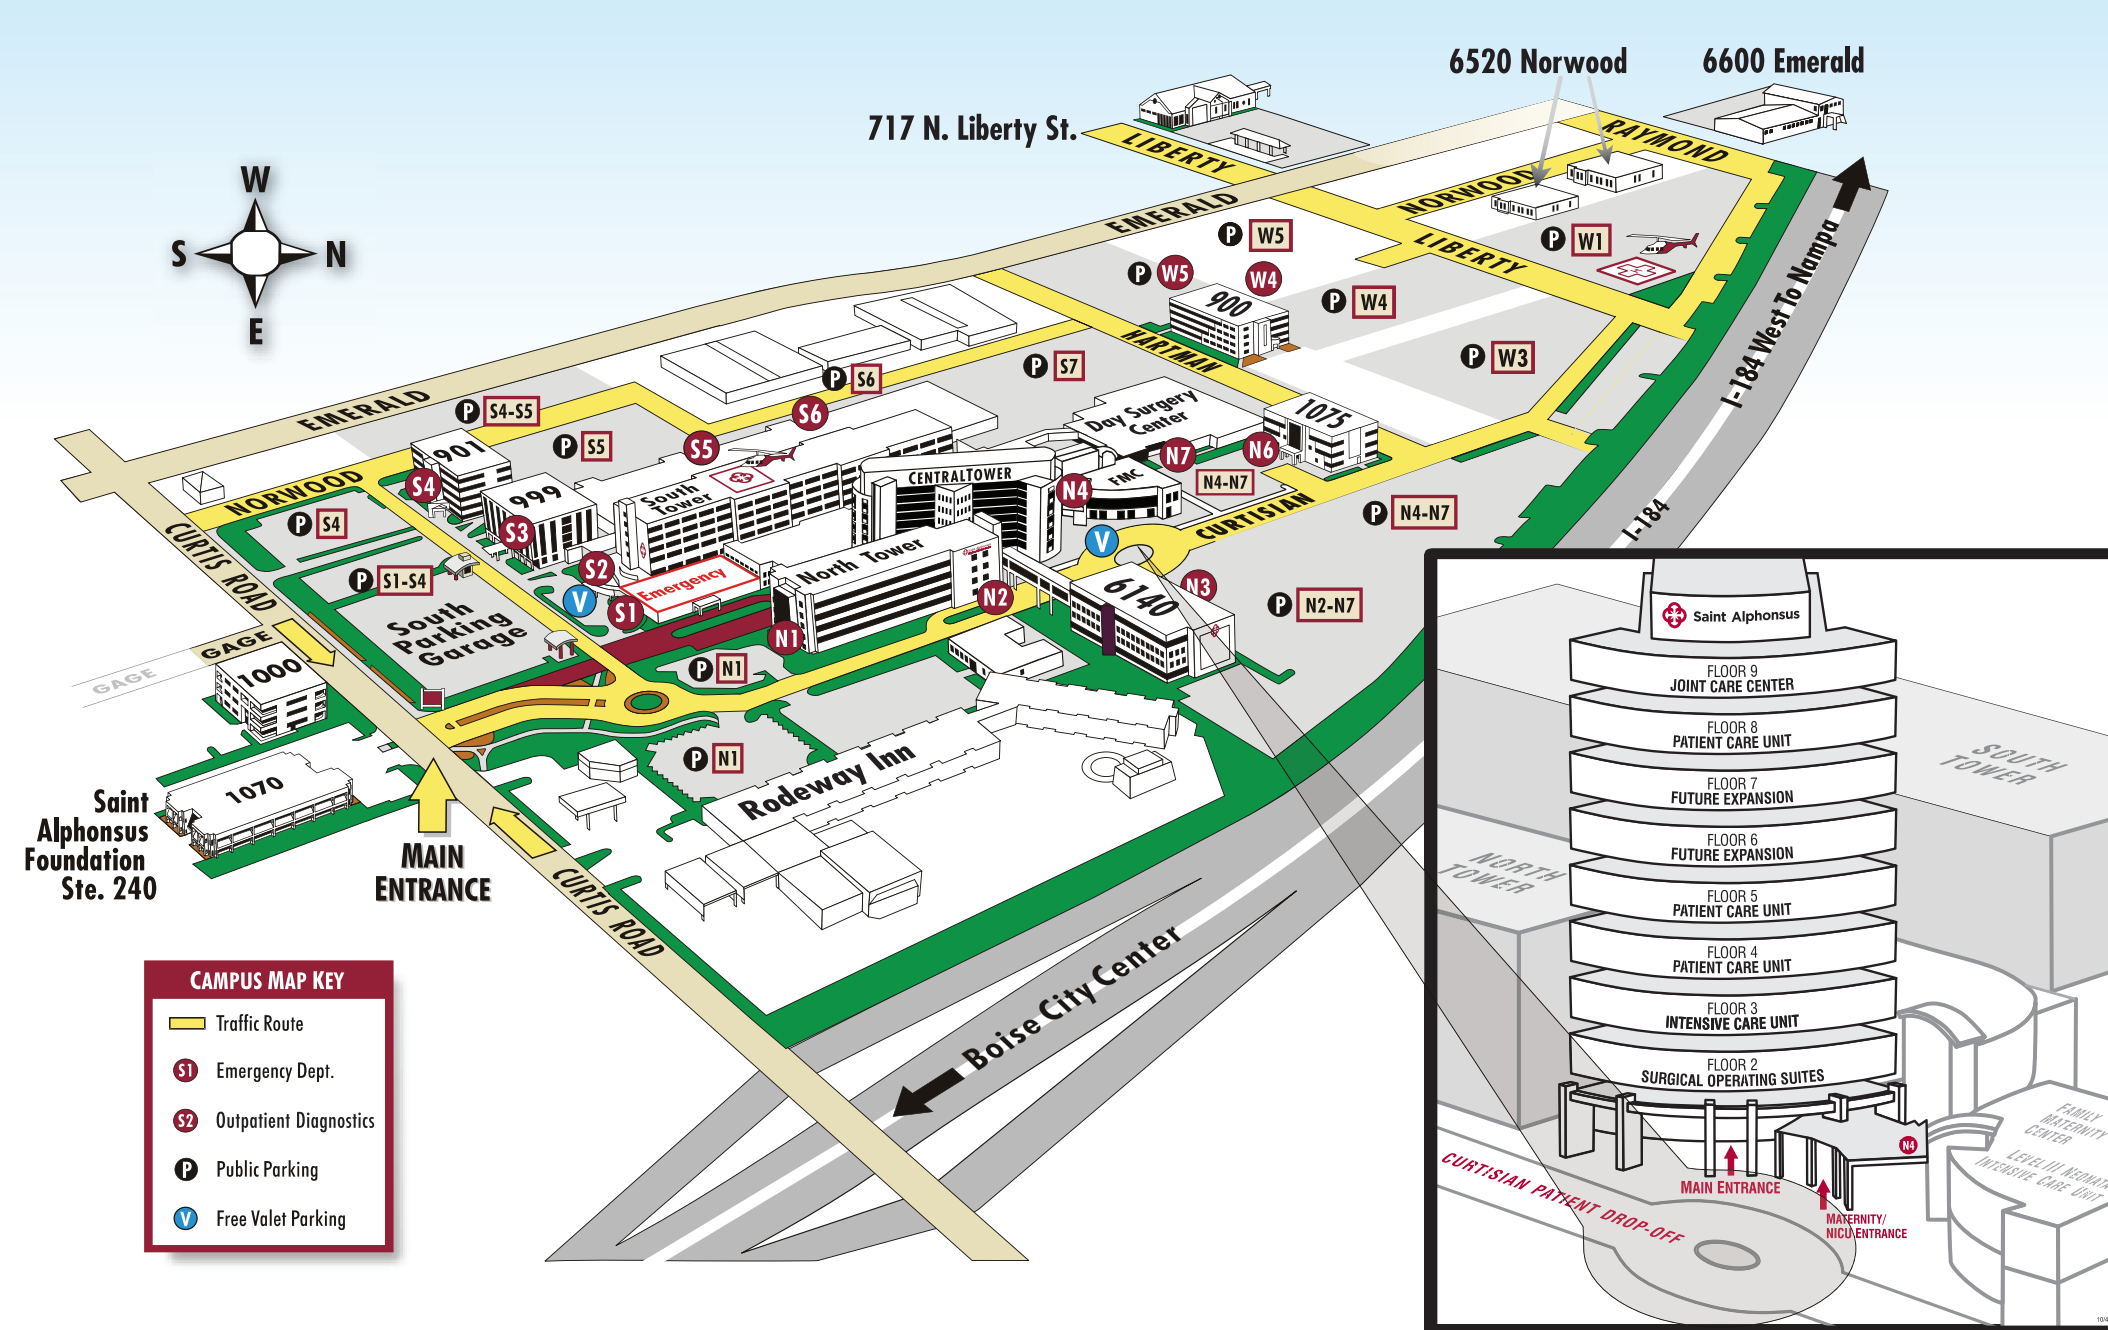 6520 Norwood
6600 Emerald
717 N. Liberty St.
LIBERTY
RAYMOND
NORWOOD
EMERALD
LIBERTY
W
S
N
E
P W5
P W1
P W5
W4
900
P W4
HARTMAN
P W3
I-184 West To Nampa
I-184
P S7
P S6
S6
EMERALD
P S4-S5
P S5
S5
901
S4
999
S3
NORWOOD
P S4
P S1-S4
South
Parking
Garage
South
Tower
CENTRALTOWER
Day Surgery
Center
1075
N7
N6
N4-N7
N4
FMC
CURTISIAN
P N4-N7
V
North Tower
Emergency
S2
V
S1
N1
N2
N3
6140
P N2-N7
CURTIS ROAD
GAGE
GAGE
1000
P N1
P N1
Rodeway Inn
1070
Saint
Alphonsus
Foundation
Ste. 240
MAIN
ENTRANCE
CURTIS ROAD
Boise City Center
CAMPUS MAP KEY
Traffic Route
S1 Emergency Dept.
S2 Outpatient Diagnostics
P Public Parking
V Free Valet Parking
Saint Alphonsus
FLOOR 9
JOINT CARE CENTER
FLOOR 8
PATIENT CARE UNIT
FLOOR 7
FUTURE EXPANSION
FLOOR 6
FUTURE EXPANSION
FLOOR 5
PATIENT CARE UNIT
FLOOR 4
PATIENT CARE UNIT
FLOOR 3
INTENSIVE CARE UNIT
FLOOR 2
SURGICAL OPERATING SUITES
SOUTH
TOWER
NORTH
TOWER
N4
FAMILY
MATERNITY
CENTER
LEVEL III NEONATA
INTENSIVE CARE UNIT
CURTISIAN PATIENT DROP-OFF
MAIN ENTRANCE
MATERNITY/
NICU ENTRANCE